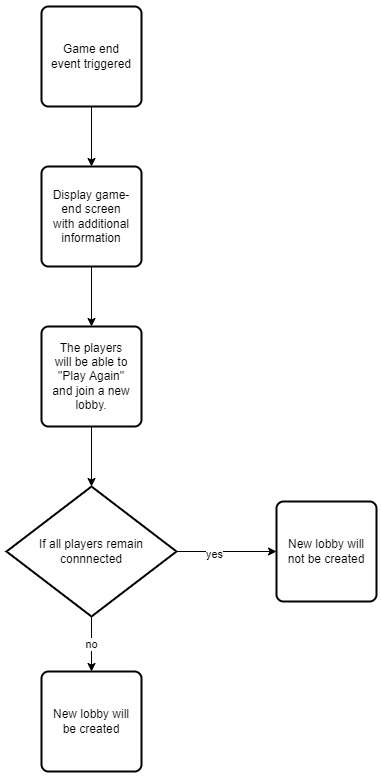 Game end
event triggered
Display game-
end screen
with additional
information
The players
will be able to
"Play Again"
and join a new
lobby.
If all players remain
connnected
yes
New lobby will
not be created
no
New lobby will
be created